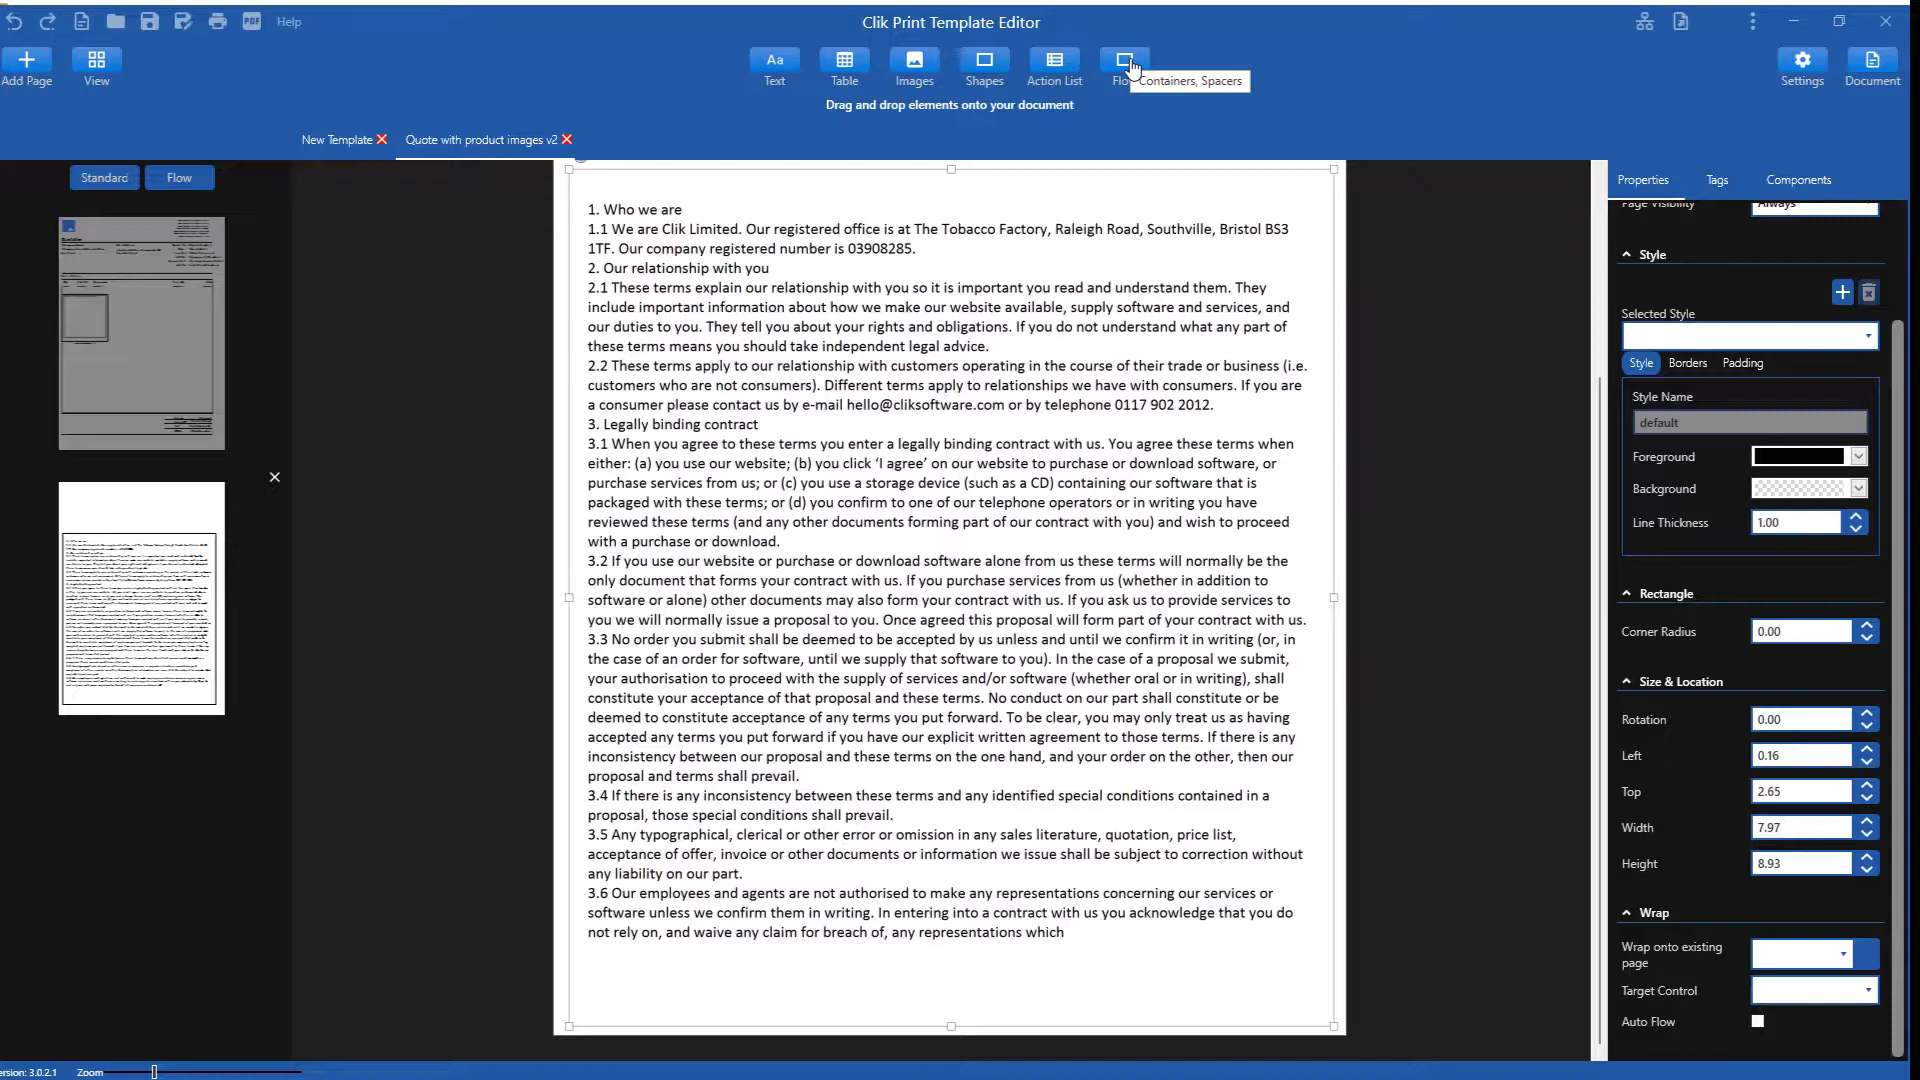 Help
Clik Print Template Editor
Add Page
View
Aa
Text
Table
Images
Shapes
Action List
Flo
Containers, Spacers
Settings
Document
Drag and drop elements onto your document
New Template
Quote with product images v2
Standard
Flow
1. Who we are
1.1 We are Clik Limited. Our registered office is at The Tobacco Factory, Raleigh Road, Southville, Bristol BS3
1TF. Our company registered number is 03908285.
2. Our relationship with you
2.1 These terms explain our relationship with you so it is important you read and understand them. They
include important information about how we make our website available, supply software and services, and
our duties to you. They tell you about your rights and obligations. If you do not understand what any part of
these terms means you should take independent legal advice.
2.2 These terms apply to our relationship with customers operating in the course of their trade or business (i.e.
customers who are not consumers). Different terms apply to relationships we have with consumers. If you are
a consumer please contact us by e-mail hello@cliksoftware.com or by telephone 0117 902 2012.
3. Legally binding contract
3.1 When you agree to these terms you enter a legally binding contract with us. You agree these terms when
either: (a) you use our website; (b) you click ‘I agree’ on our website to purchase or download software, or
purchase services from us; or (c) you use a storage device (such as a CD) containing our software that is
packaged with these terms; or (d) you confirm to one of our telephone operators or in writing you have
reviewed these terms (and any other documents forming part of our contract with you) and wish to proceed
with a purchase or download.
3.2 If you use our website or purchase or download software alone from us these terms will normally be the
only document that forms your contract with us. If you purchase services from us (whether in addition to
software or alone) other documents may also form your contract with us. If you ask us to provide services to
you we will normally issue a proposal to you. Once agreed this proposal will form part of your contract with us.
3.3 No order you submit shall be deemed to be accepted by us unless and until we confirm it in writing (or, in
the case of an order for software, until we supply that software to you). In the case of a proposal we submit,
your authorisation to proceed with the supply of services and/or software (whether oral or in writing), shall
constitute your acceptance of that proposal and these terms. No conduct on our part shall constitute or be
deemed to constitute acceptance of any terms you put forward. To be clear, you may only treat us as having
accepted any terms you put forward if you have our explicit written agreement to those terms. If there is any
inconsistency between our proposal and these terms on the one hand, and your order on the other, then our
proposal and terms shall prevail.
3.4 If there is any inconsistency between these terms and any identified special conditions contained in a
proposal, those special conditions shall prevail.
3.5 Any typographical, clerical or other error or omission in any sales literature, quotation, price list,
acceptance of offer, invoice or other documents or information we issue shall be subject to correction without
any liability on our part.
3.6 Our employees and agents are not authorised to make any representations concerning our services or
software unless we confirm them in writing. In entering into a contract with us you acknowledge that you do
not rely on, and waive any claim for breach of, any representations which
Properties
Tags
Components
Page Visibility
Always
Style
Selected Style
Style
Borders
Padding
Style Name
default
Foreground
Background
Line Thickness
1.00
Rectangle
Corner Radius
0.00
Size & Location
Rotation
0.00
Left
0.16
Top
2.65
Width
7.97
Height
8.93
Wrap
Wrap onto existing
page
Target Control
Auto Flow
ersion: 3.0.2.1
Zoom
PDF